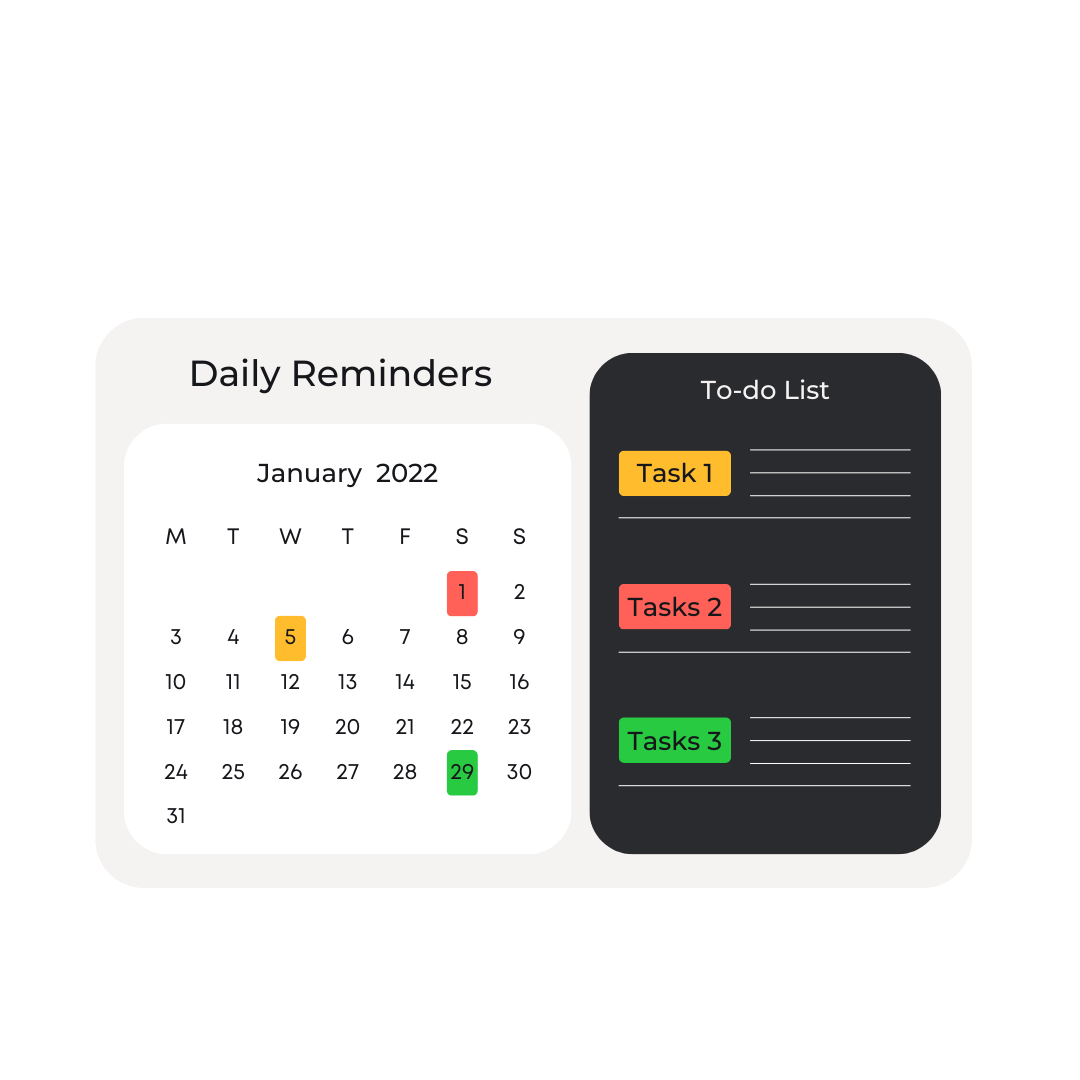 Daily Reminders
January 2022
M T W T F S S
1 2
3 4 5 6 7 8 9
10 11 12 13 14 15 16
17 18 19 20 21 22 23
24 25 26 27 28 29 30
31
To-do List
Task 1
Tasks 2
Tasks 3